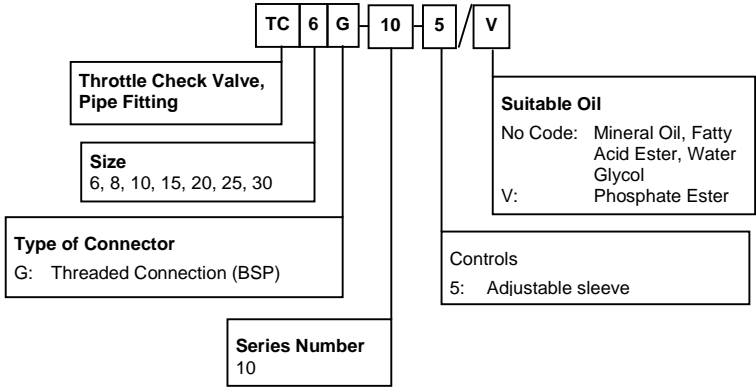 TC 6 G - 10 - 5 / V
Throttle Check Valve,
Pipe Fitting
Suitable Oil
No Code: Mineral Oil, Fatty
Acid Ester, Water
Glycol
V: Phosphate Ester
Size
6, 8, 10, 15, 20, 25, 30
Type of Connector
G: Threaded Connection (BSP)
Controls
5: Adjustable sleeve
Series Number
10